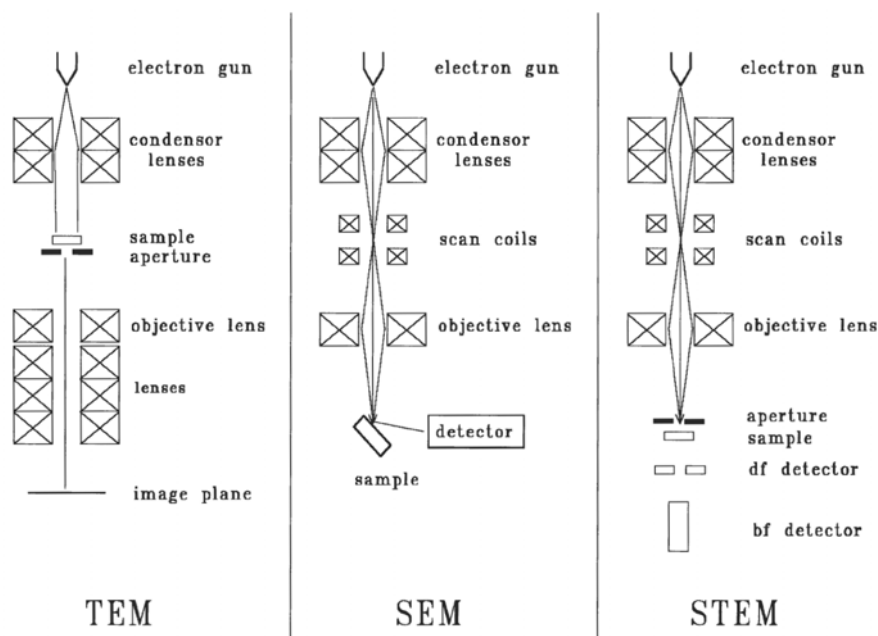 electron gun
condensor
lenses
sample
aperture
objective lens
lenses
image plane
TEM
electron gun
condensor
lenses
scan coils
objective lens
detector
sample
SEM
electron gun
condensor
lenses
scan coils
objective lens
aperture
sample
df detector
bf detector
STEM